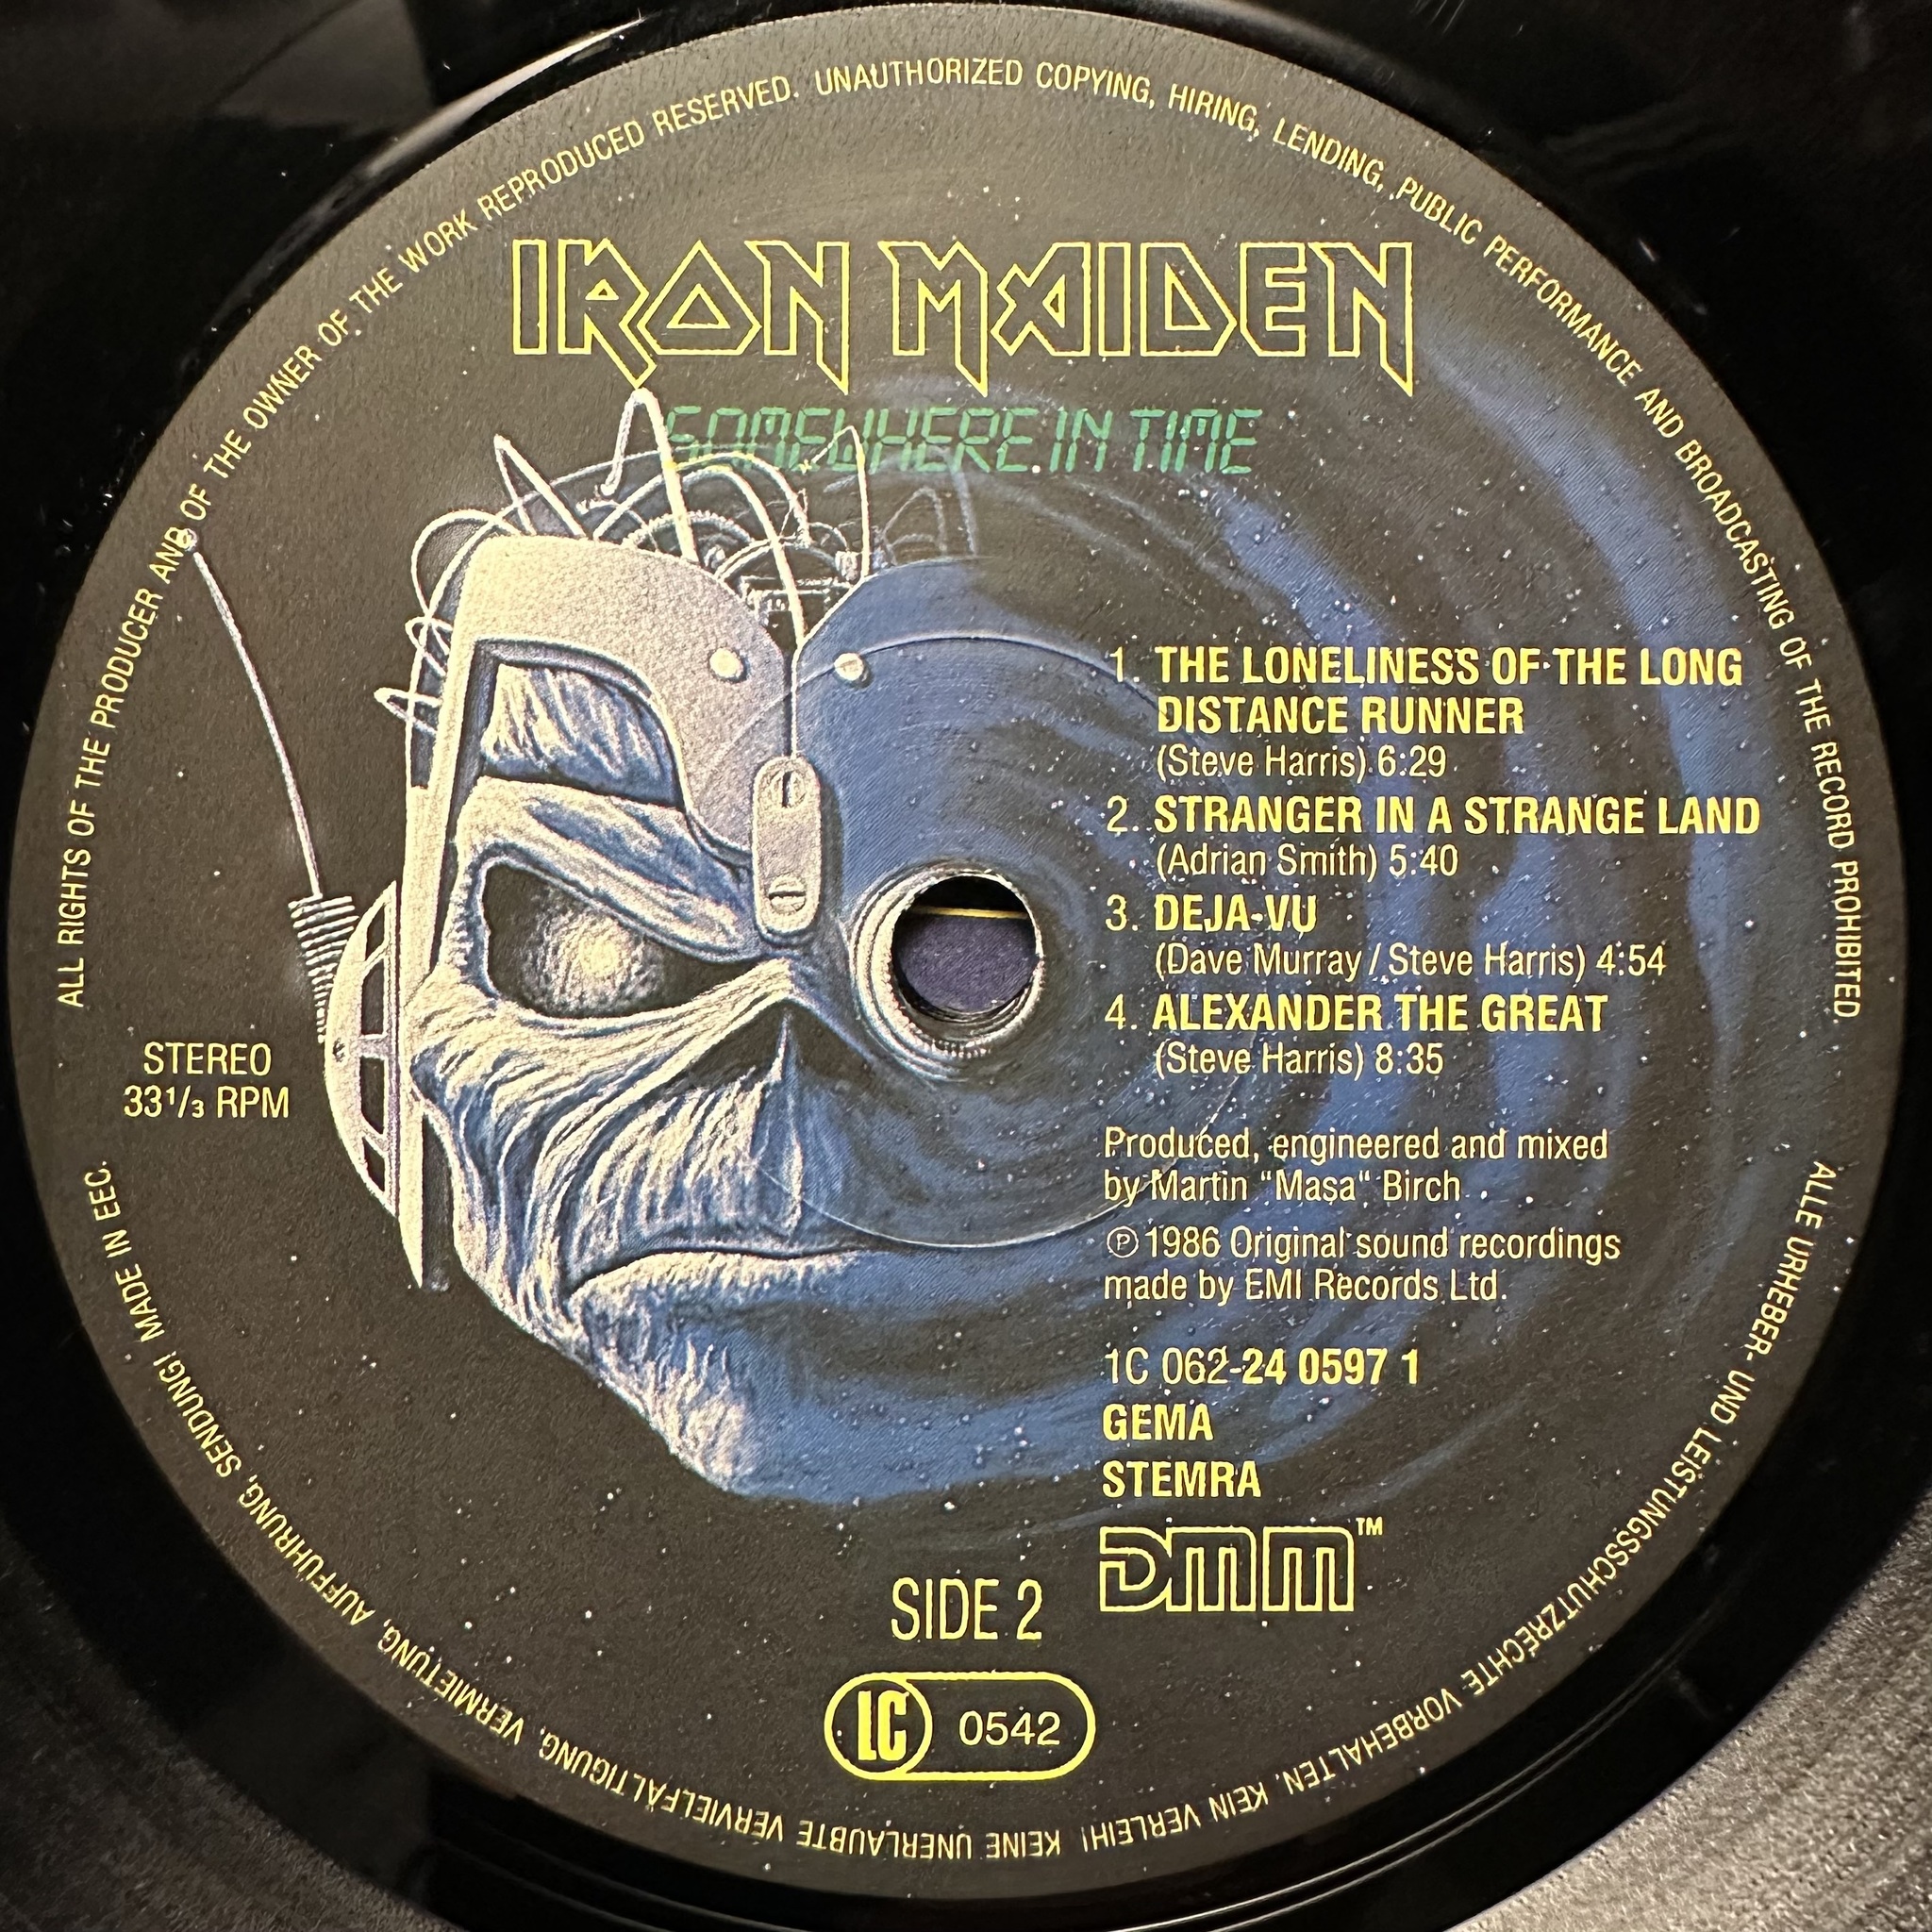 ALL RIGHTS OF THE PRODUCER AND OF THE OWNER OF THE WORK REPRODUCED RESERVED. UNAUTHORIZED COPYING, HIRING, LENDING, PUBLIC PERFORMANCE AND BROADCASTING OF THE RECORD PROHIBITED.
IRON MAIDEN
SOMEWHERE IN TIME
1. THE LONELINESS OF THE LONG
DISTANCE RUNNER
(Steve Harris) 6:29
2. STRANGER IN A STRANGE LAND
(Adrian Smith) 5:40
3. DEJA-VU
(Dave Murray / Steve Harris) 4:54
4. ALEXANDER THE GREAT
(Steve Harris) 8:35
STEREO
33 1/3 RPM
Produced, engineered and mixed
by Martin "Masa“ Birch
℗ 1986 Original sound recordings
made by EMI Records Ltd.
1C 062-24 0597 1
GEMA
STEMRA
DMM™
SIDE 2
LC 0542
ALLE URHEBER- UND LEISTUNGSSCHUTZRECHTE VORBEHALTEN. KEIN VERLEIH! KEINE UNERLAUBTE VERVIELFÄLTIGUNG, VERMIETUNG, AUFFÜHRUNG, SENDUNG! MADE IN EEC.